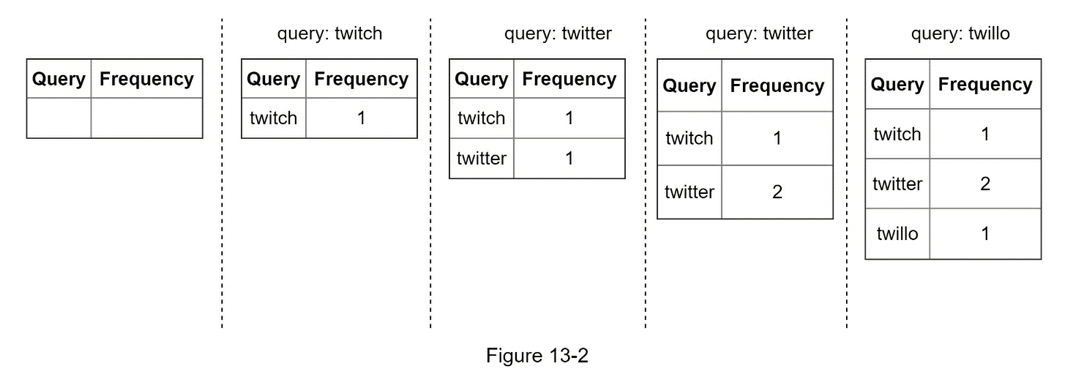 query: twitch
query: twitter
query: twitter
query: twillo
Query Frequency
Query Frequency
twitch 1
Query Frequency
twitch 1
twitter 1
Query Frequency
twitch 1
twitter 2
Query Frequency
twitch 1
twitter 2
twillo 1
Figure 13-2